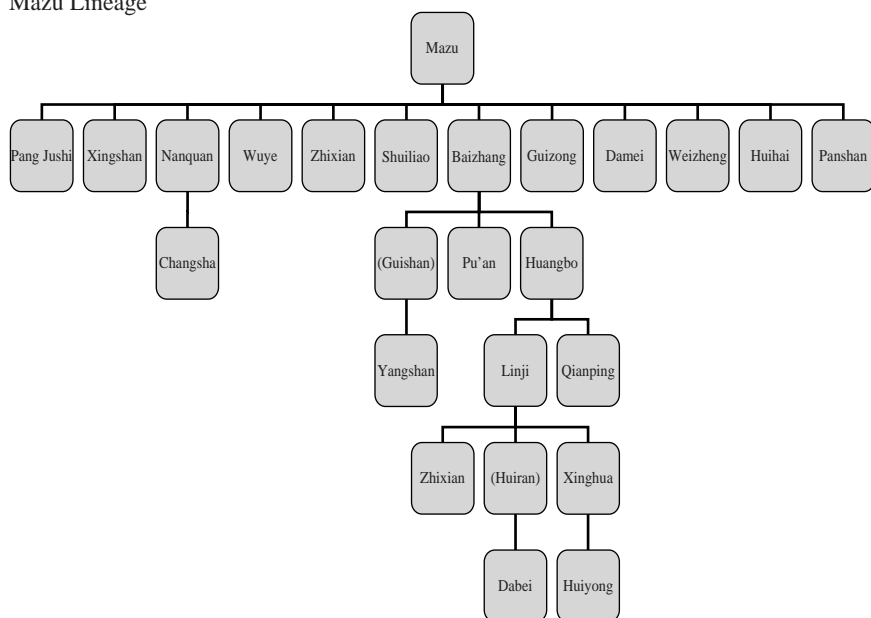 Mazu Lineage
Mazu
Pang Jushi Xingshan Nanquan Wuye Zhixian Shuiliao Baizhang Guizong Damei Weizheng Huihai Panshan
Changsha (Guishan) Pu’an Huangbo
Yangshan Linji Qianping
Zhixian (Huiran) Xinghua
Dabei Huiyong